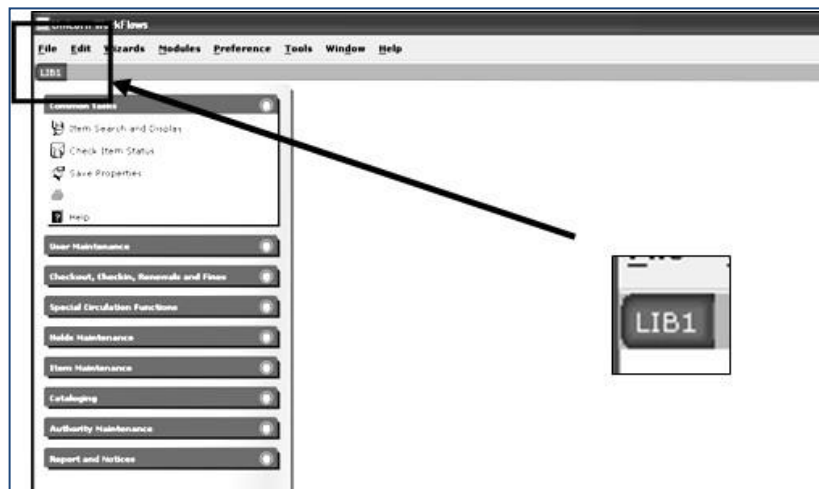 Unicorn WorkFlows
File Edit Wizards Modules Preference Tools Window Help
LIB1
Common Tasks
Item Search and Display
Check Item Status
Save Properties
Help
User Maintenance
Checkout, Checkin, Renewals and Fines
Special Circulation Functions
Holds Maintenance
Item Maintenance
Cataloging
Authority Maintenance
Report and Notices
LIB1